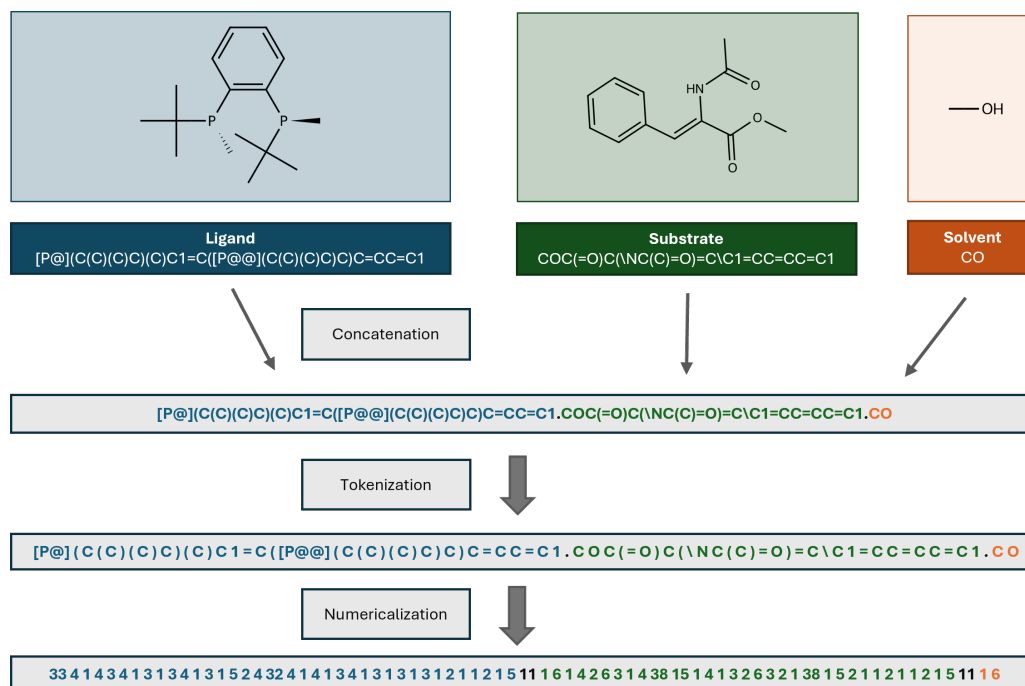 P
P
HN
O
O
O
OH
Ligand
[P@](C(C)(C)C)(C)C1=C([P@@](C(C)(C)C)C)C=CC=C1
Substrate
COC(=O)C(\NC(C)=O)=C\C1=CC=CC=C1
Solvent
CO
Concatenation
[P@](C(C)(C)C)(C)C1=C([P@@](C(C)(C)C)C)C=CC=C1.COC(=O)C(\NC(C)=O)=C\C1=CC=CC=C1.CO
Tokenization
[P@] ( C ( C ) ( C ) C ) ( C ) C 1 = C ( [P@@] ( C ( C ) ( C ) C ) C ) C = C C = C 1 . C O C ( = O ) C ( \ N C ( C ) = O ) = C \ C 1 = C C = C C = C 1 . C O
Numericalization
33 4 1 4 3 4 1 3 1 3 4 1 3 1 5 2 4 32 4 1 4 1 3 4 1 3 1 3 1 3 1 2 1 1 2 1 5 11 1 1 6 1 4 2 6 3 1 4 38 15 1 4 1 3 2 6 3 2 1 38 1 5 2 1 1 2 1 1 2 1 5 11 1 6